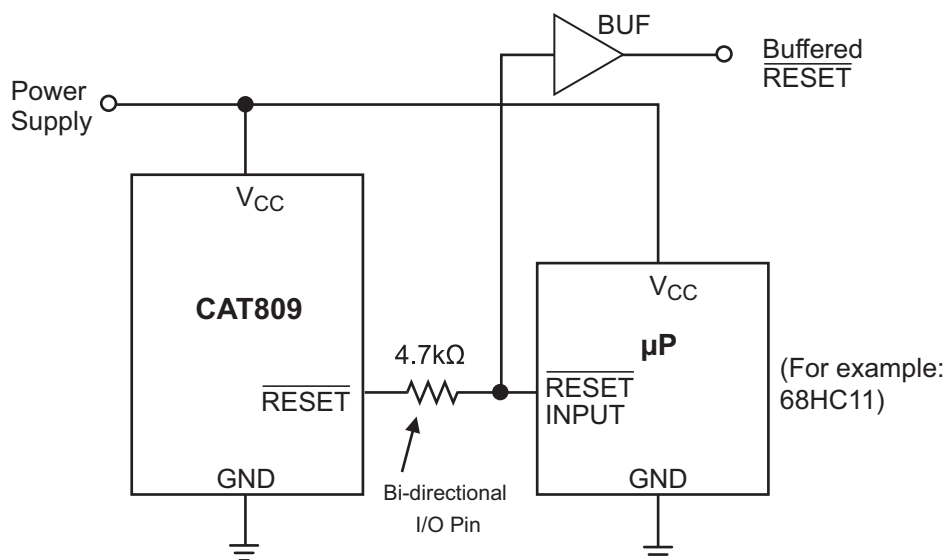 BUF
Buffered
RESET
Power
Supply
VCC
CAT809
RESET
GND
4.7kΩ
Bi-directional
I/O Pin
VCC
µP
RESET
INPUT
GND
(For example:
68HC11)